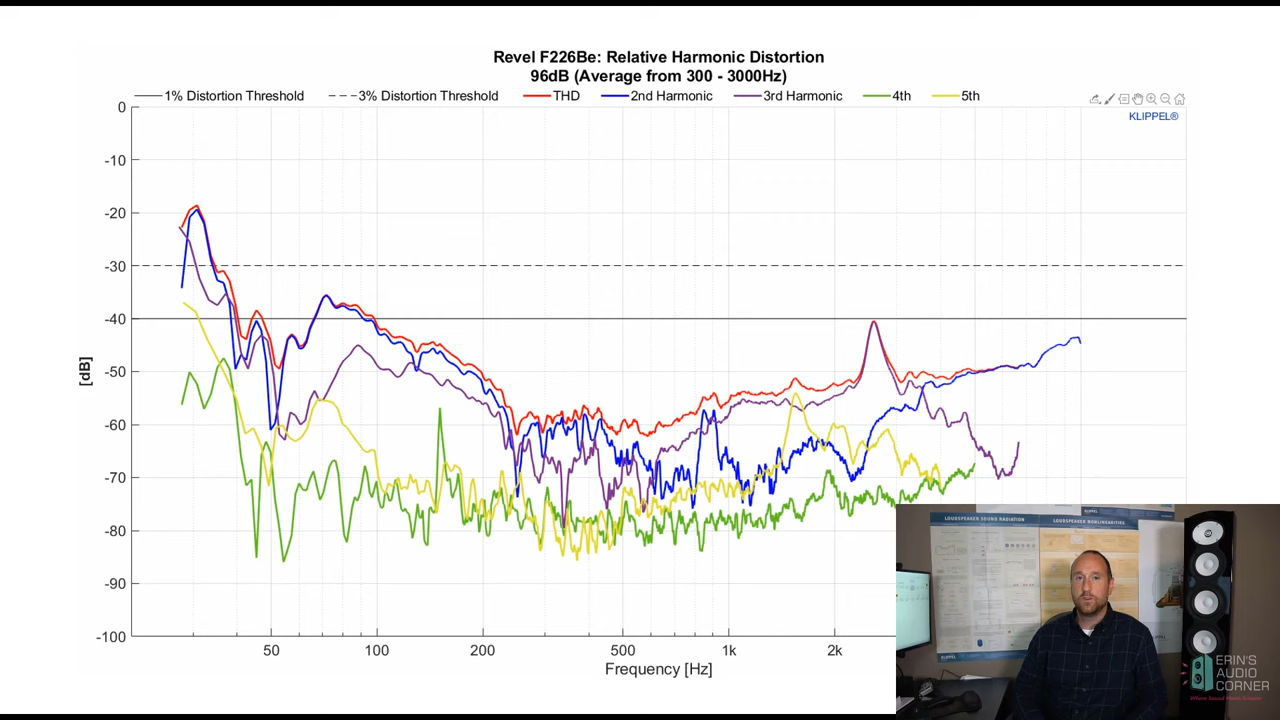 Revel F226Be: Relative Harmonic Distortion
96dB (Average from 300 - 3000Hz)
1% Distortion Threshold 3% Distortion Threshold THD 2nd Harmonic 3rd Harmonic 4th 5th
KLIPPEL®
0
-10
-20
-30
-40
-50
-60
-70
-80
-90
-100
[dB]
50 100 200 500 1k 2k
Frequency [Hz]
LOUDSPEAKER SOUND RADIATION
LOUDSPEAKER NONLINEARITIES
KLIPPEL
ERIN'S
AUDIO
CORNER